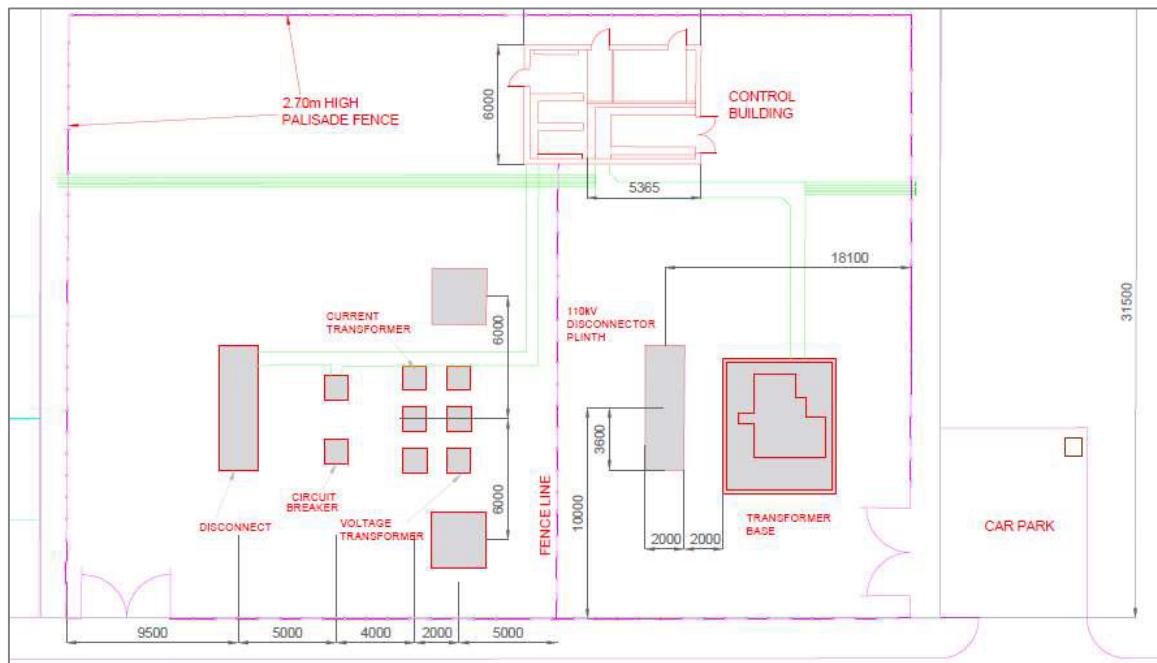 2.70m HIGH
PALISADE FENCE
6000
CONTROL
BUILDING
5365
18100
31500
CURRENT
TRANSFORMER
6000
110kV
DISCONNECTOR
PLINTH
3600
10000
6000
CIRCUIT
BREAKER
DISCONNECT
VOLTAGE
TRANSFORMER
FENCE LINE
2000
2000
TRANSFORMER
BASE
CAR PARK
9500
5000
4000
2000
5000